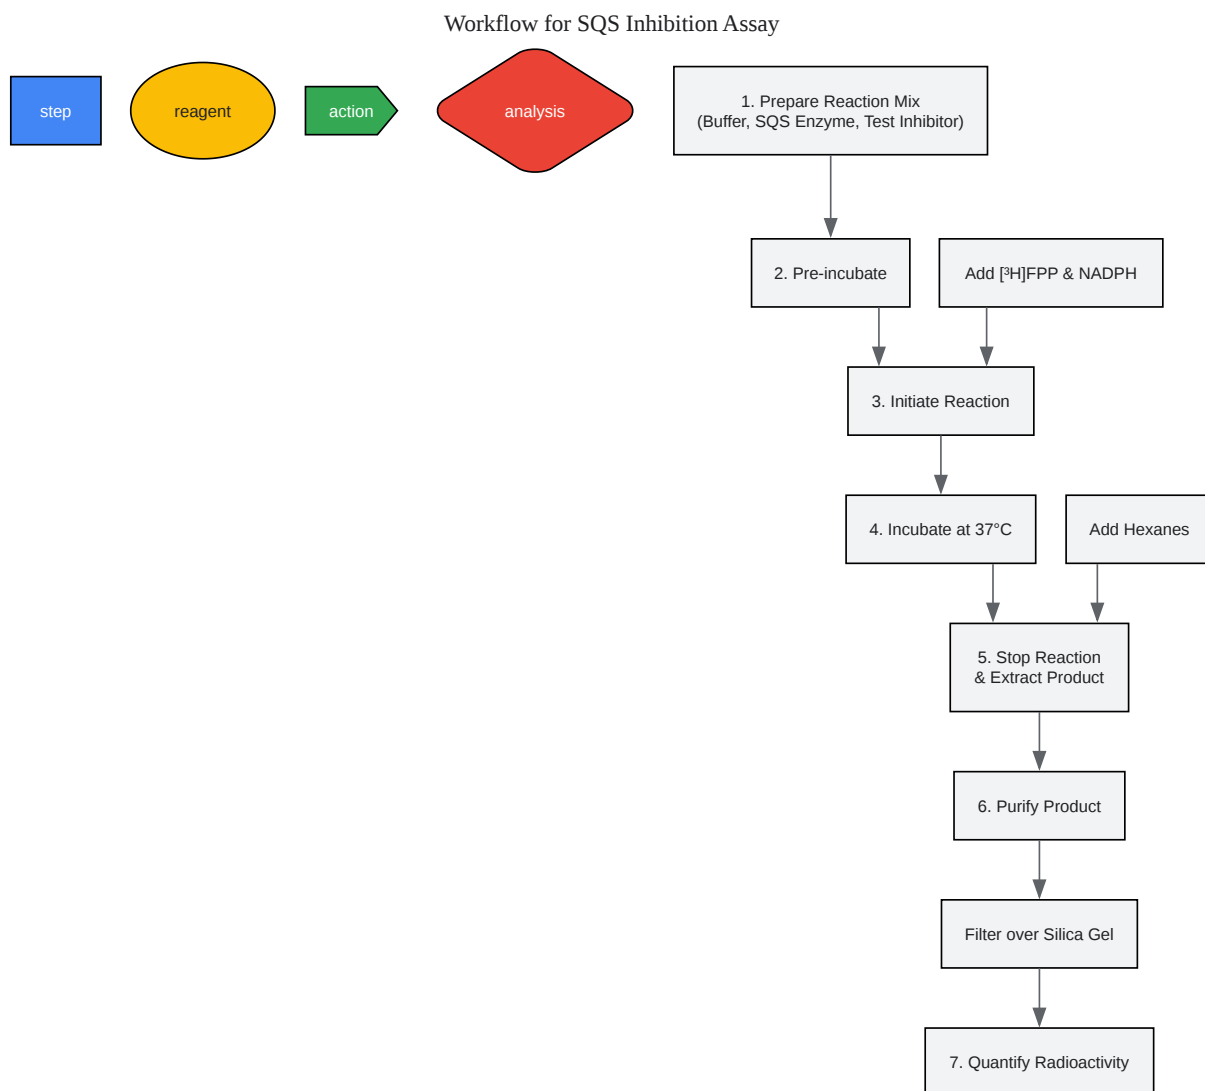 Workflow for SQS Inhibition Assay
step
reagent
action
analysis
1. Prepare Reaction Mix
(Buffer, SQS Enzyme, Test Inhibitor)
2. Pre-incubate
Add [³H]FPP & NADPH
3. Initiate Reaction
4. Incubate at 37°C
Add Hexanes
5. Stop Reaction
& Extract Product
6. Purify Product
Filter over Silica Gel
7. Quantify Radioactivity